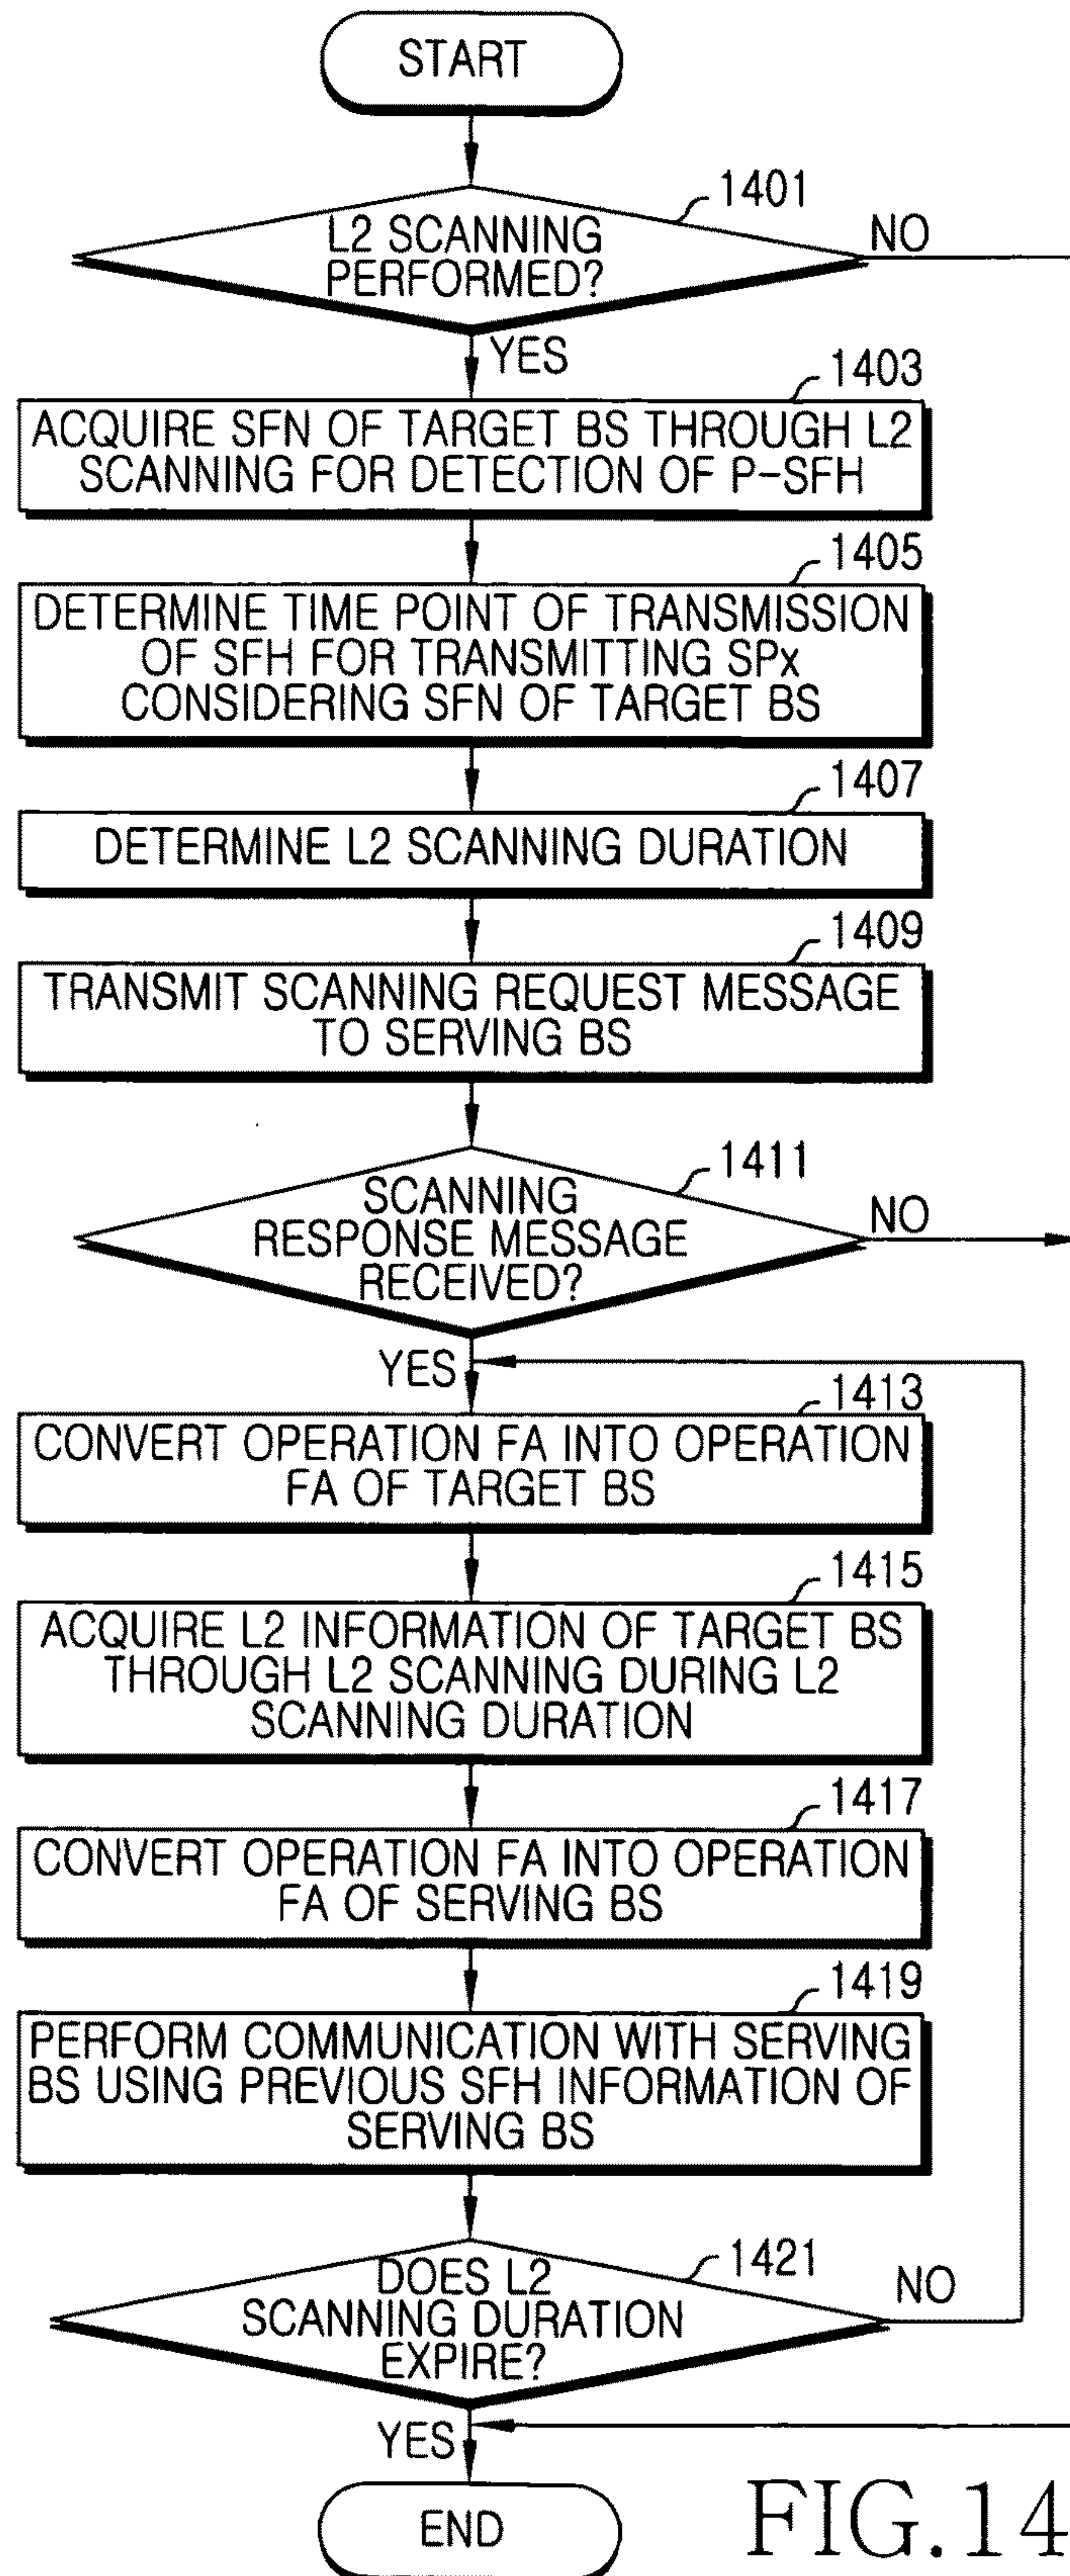 START
1401
L2 SCANNING
PERFORMED?
NO
YES
1403
ACQUIRE SFN OF TARGET BS THROUGH L2
SCANNING FOR DETECTION OF P-SFH
1405
DETERMINE TIME POINT OF TRANSMISSION
OF SFH FOR TRANSMITTING SPx
CONSIDERING SFN OF TARGET BS
1407
DETERMINE L2 SCANNING DURATION
1409
TRANSMIT SCANNING REQUEST MESSAGE
TO SERVING BS
1411
SCANNING
RESPONSE MESSAGE
RECEIVED?
NO
YES
1413
CONVERT OPERATION FA INTO OPERATION
FA OF TARGET BS
1415
ACQUIRE L2 INFORMATION OF TARGET BS
THROUGH L2 SCANNING DURING L2
SCANNING DURATION
1417
CONVERT OPERATION FA INTO OPERATION
FA OF SERVING BS
1419
PERFORM COMMUNICATION WITH SERVING
BS USING PREVIOUS SFH INFORMATION OF
SERVING BS
1421
DOES L2
SCANNING DURATION
EXPIRE?
NO
YES
END
FIG.14